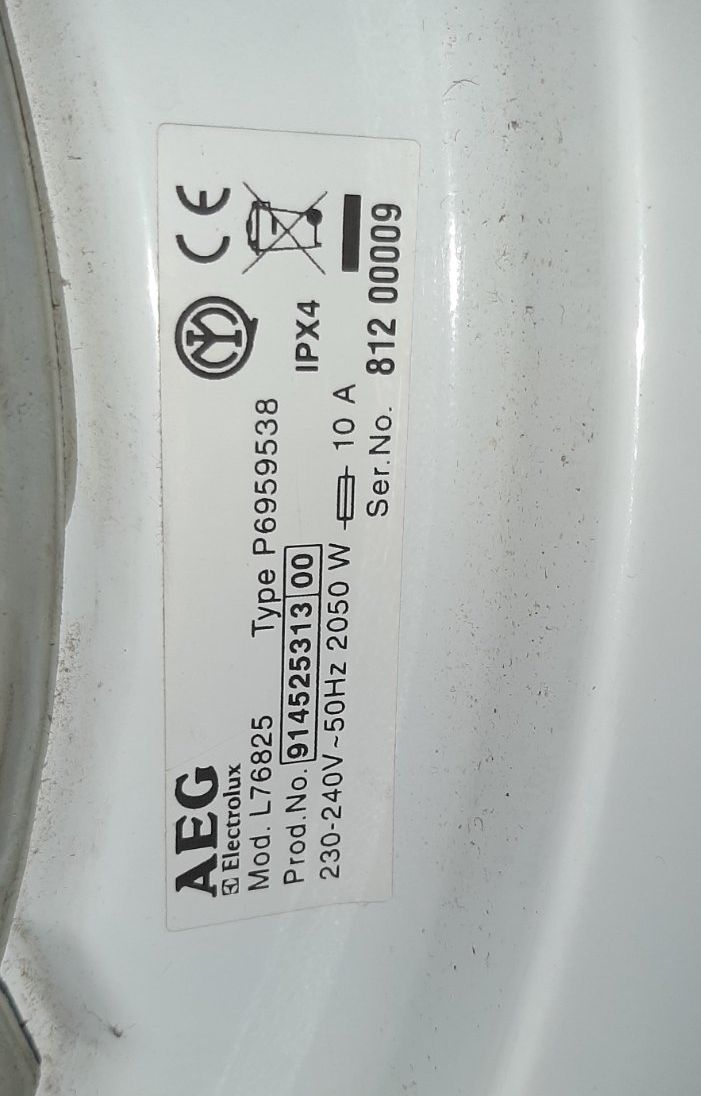 AEG
Electrolux
Mod. L76825 Type P6959538
Prod.No. 914525313 00 IPX4
230-240V~50Hz 2050 W 10 A
Ser.No. 812 00009
CE